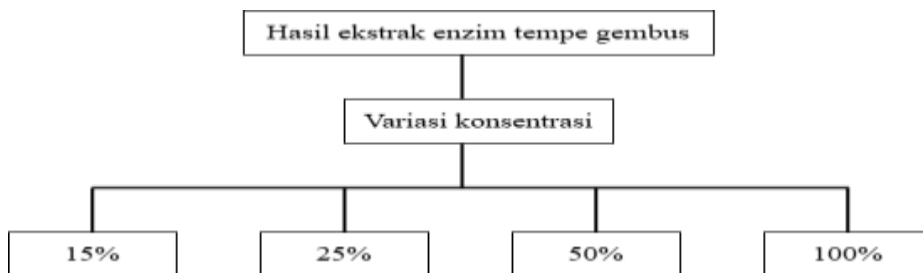 Hasil ekstrak enzim tempe gembus
Variasi konsentrasi
15%
25%
50%
100%